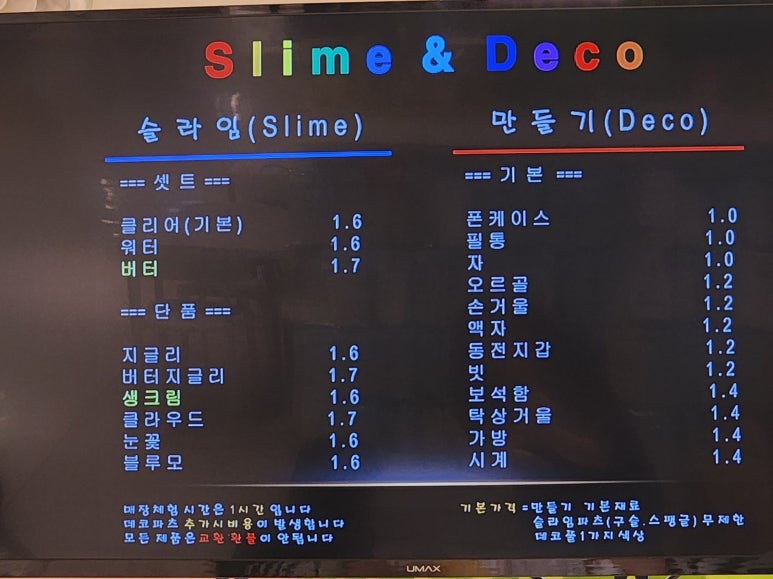 Slime & Deco
슬라임(Slime)
=== 셋트 ===
클리어(기본) 1.6
워터 1.6
버터 1.7
=== 단품 ===
지글리 1.6
버터지글리 1.7
생크림 1.6
클라우드 1.7
눈꽃 1.6
블루모 1.6
매장체험시간은 1시간 입니다
데코파츠 추가시비용이 발생합니다
모든 제품은교환 환불이 안됩니다
만들기(Deco)
=== 기본 ===
폰케이스 1.0
필통 1.0
자 1.0
오르골 1.2
손거울 1.2
액자 1.2
동전지갑 1.2
빗 1.2
보석함 1.4
탁상거울 1.4
가방 1.4
시계 1.4
기본가격=만들기 기본재료
슬라임파츠(구슬.스팽글) 무제한
데코풀1가지색상
UMAX